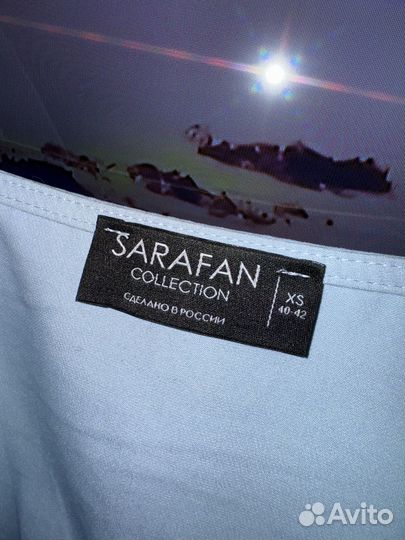 SARAFAN
COLLECTION
СДЕЛАНО В РОССИИ
XS
40-42
Avito